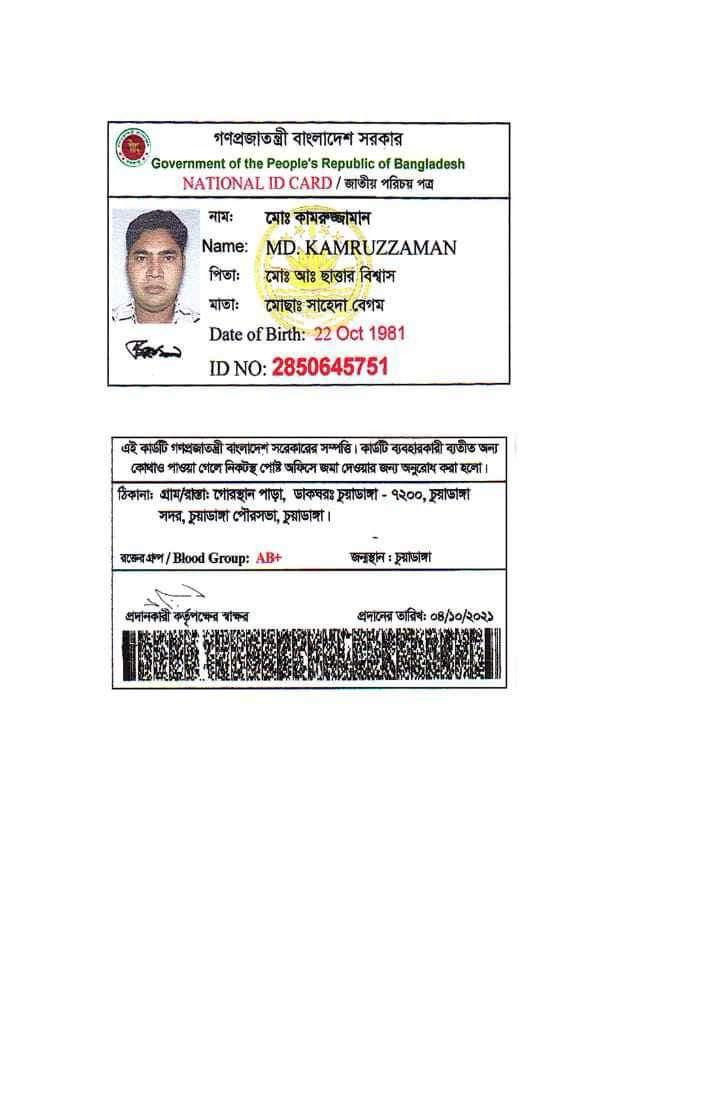 গণপ্রজাতন্ত্রী বাংলাদেশ সরকার
Government of the People's Republic of Bangladesh
NATIONAL ID CARD / জাতীয় পরিচয় পত্র
নাম: মোঃ কামরুজ্জামান
Name: MD. KAMRUZZAMAN
পিতা: মোঃ আঃ ছাত্তার বিশ্বাস
মাতা: মোছাঃ সাহেদা বেগম
Date of Birth: 22 Oct 1981
ID NO: 2850645751
এই কার্ডটি গণপ্রজাতন্ত্রী বাংলাদেশ সরেকারের সম্পত্তি। কার্ডটি ব্যবহারকারী ব্যতীত অন্য
কোথাও পাওয়া গেলে নিকটস্থ পোষ্ট অফিসে জমা দেওয়ার জন্য অনুরোধ করা হলো।
ঠিকানাঃ গ্রাম/রাস্তাঃ গোরস্থান পাড়া, ডাকঘরঃ চুয়াডাঙ্গা - ৭২০০, চুয়াডাঙ্গা
সদর, চুয়াডাঙ্গা পৌরসভা, চুয়াডাঙ্গা।
রক্তের গ্রুপ / Blood Group: AB+ জন্মস্থান : চুয়াডাঙ্গা
প্রদানকারী কর্তৃপক্ষের স্বাক্ষর প্রদানের তারিখ: ০৪/১০/২০২১